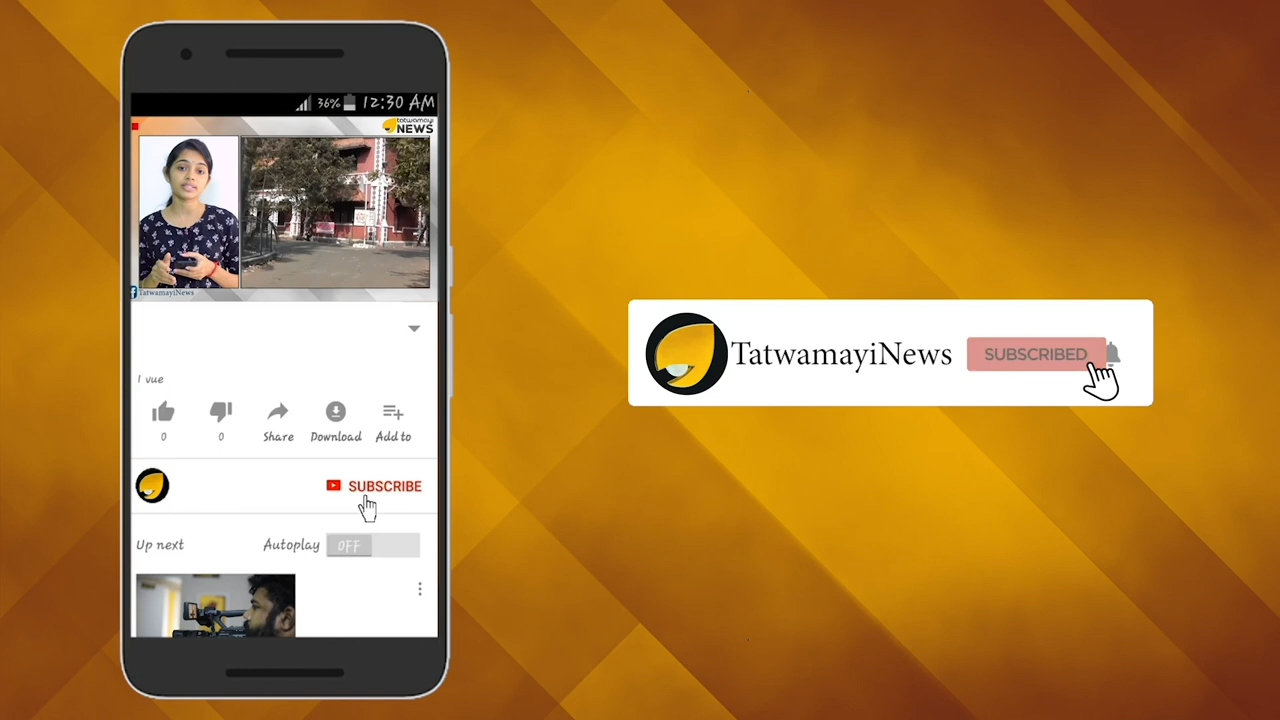 36% 12:30 AM
tatwamayi
NEWS
TatwamayiNews
1 vue
0 0 Share Download Add to
SUBSCRIBE
Up next Autoplay OFF
TatwamayiNews SUBSCRIBED